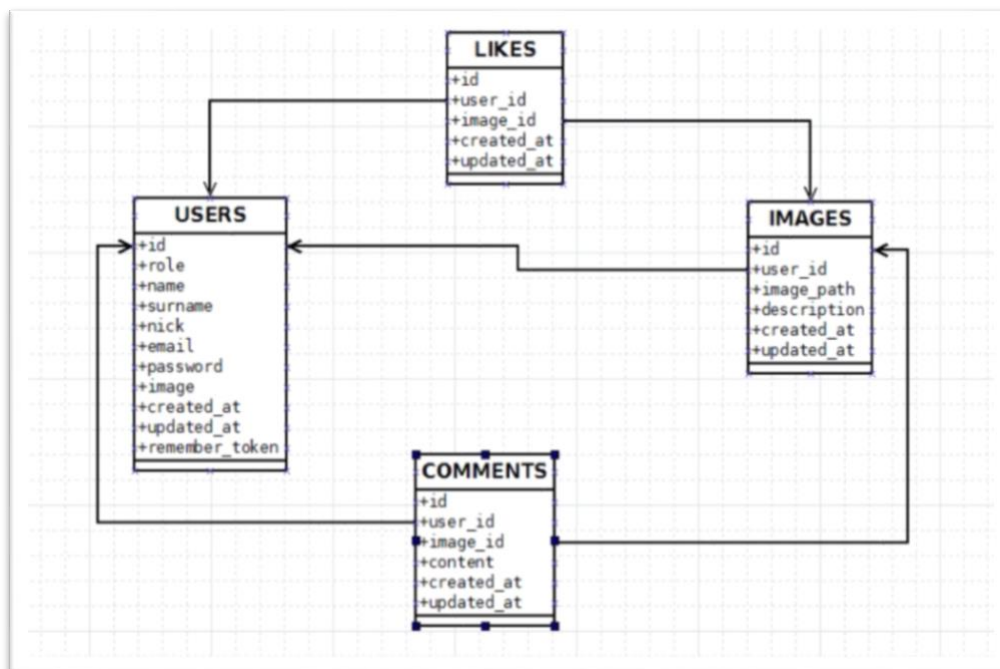 LIKES
+id
+user_id
+image_id
+created_at
+updated_at
USERS
+id
+role
+name
+surname
+nick
+email
+password
+image
+created_at
+updated_at
+remember_token
IMAGES
+id
+user_id
+image_path
+description
+created_at
+updated_at
COMMENTS
+id
+user_id
+image_id
+content
+created_at
+updated_at